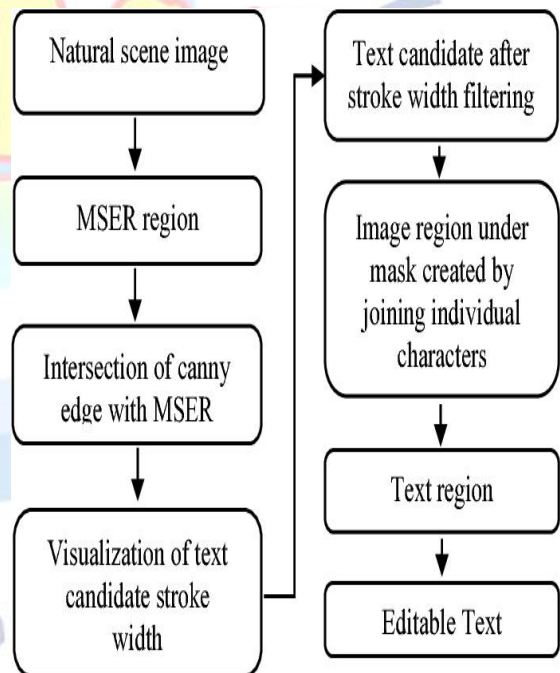 Natural scene image
MSER region
Intersection of canny
edge with MSER
Visualization of text
candidate stroke
width
Text candidate after
stroke width filtering
Image region under
mask created by
joining individual
characters
Text region
Editable Text